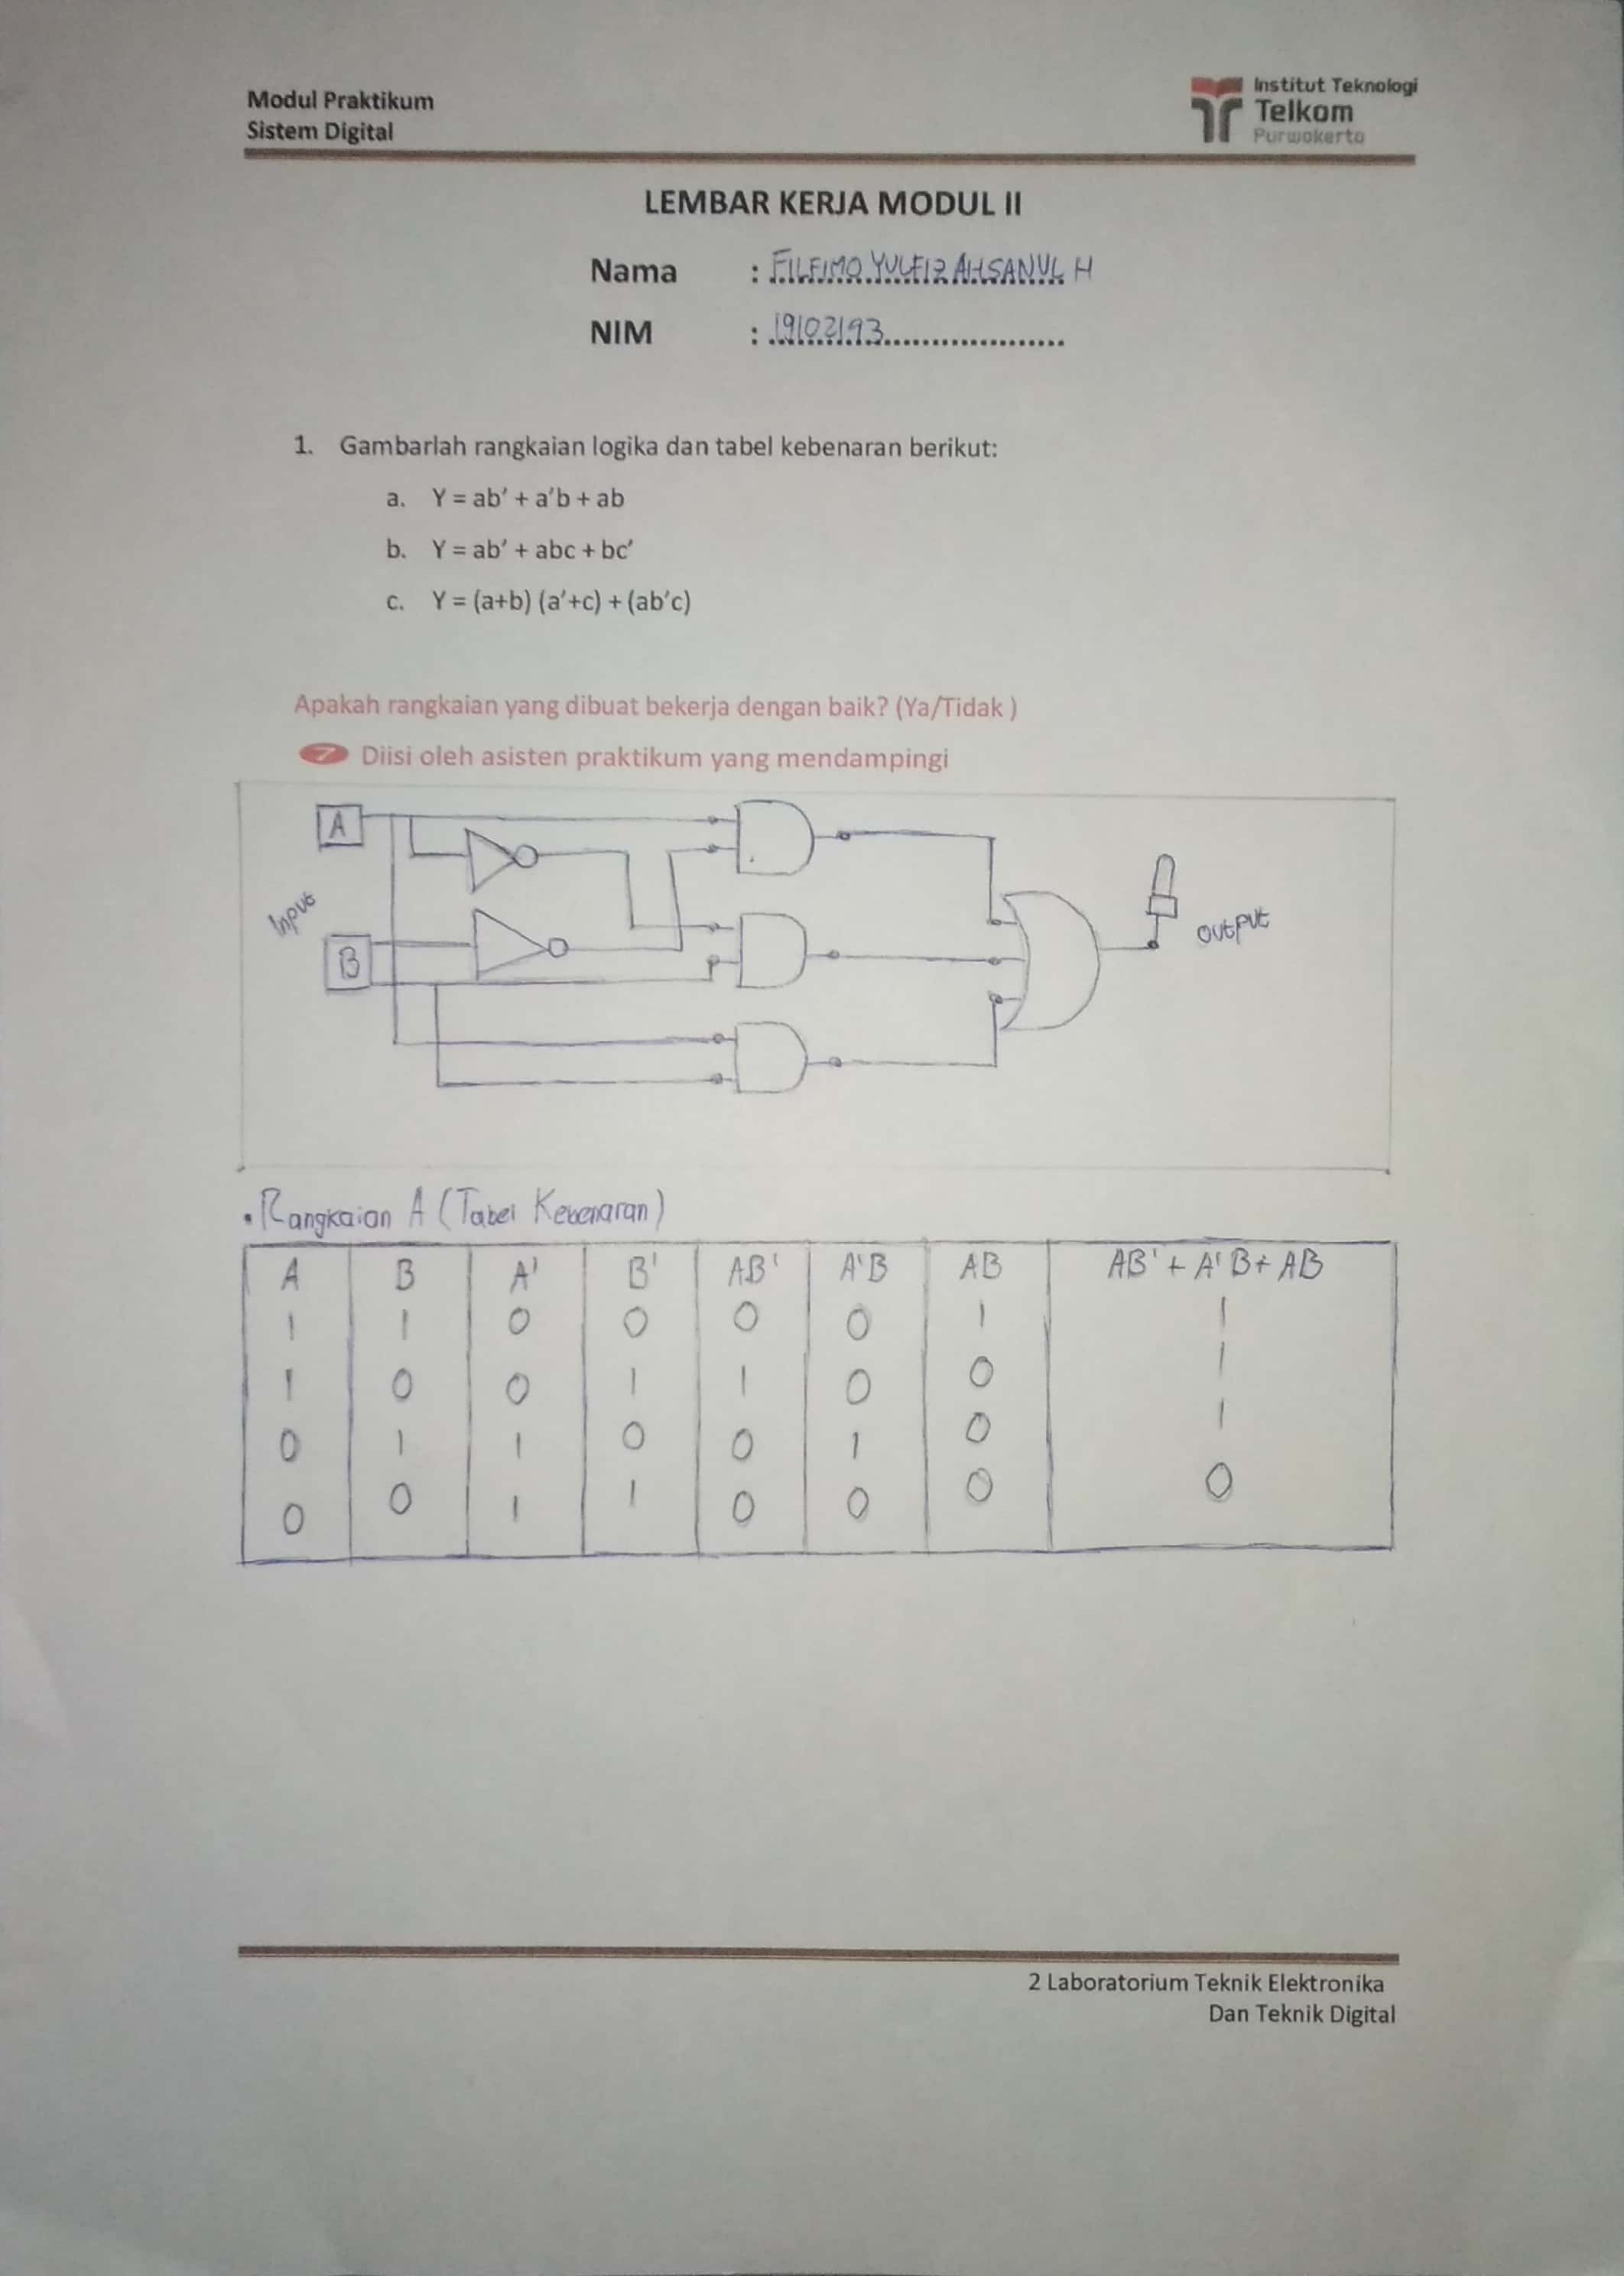 Modul Praktikum
Sistem Digital
Institut Teknologi
Telkom
Purwokerto
LEMBAR KERJA MODUL II
Nama : FILFIMO YULFIZ AHSANUL H
NIM : 19102193
1. Gambarlah rangkaian logika dan tabel kebenaran berikut:
a. Y = ab' + a'b + ab
b. Y = ab' + abc + bc'
c. Y = (a+b) (a'+c) + (ab'c)
Apakah rangkaian yang dibuat bekerja dengan baik? (Ya/Tidak )
Diisi oleh asisten praktikum yang mendampingi
A
Input
B
OUTPUT
• Rangkaian A (Tabel Kebenaran)
A B A' B' AB' A'B AB AB' + A'B + AB
1 1 0 0 0 0 1 1
1 0 0 1 1 0 0 1
0 1 1 0 0 1 0 1
0 0 1 1 0 0 0 0
2 Laboratorium Teknik Elektronika
Dan Teknik Digital